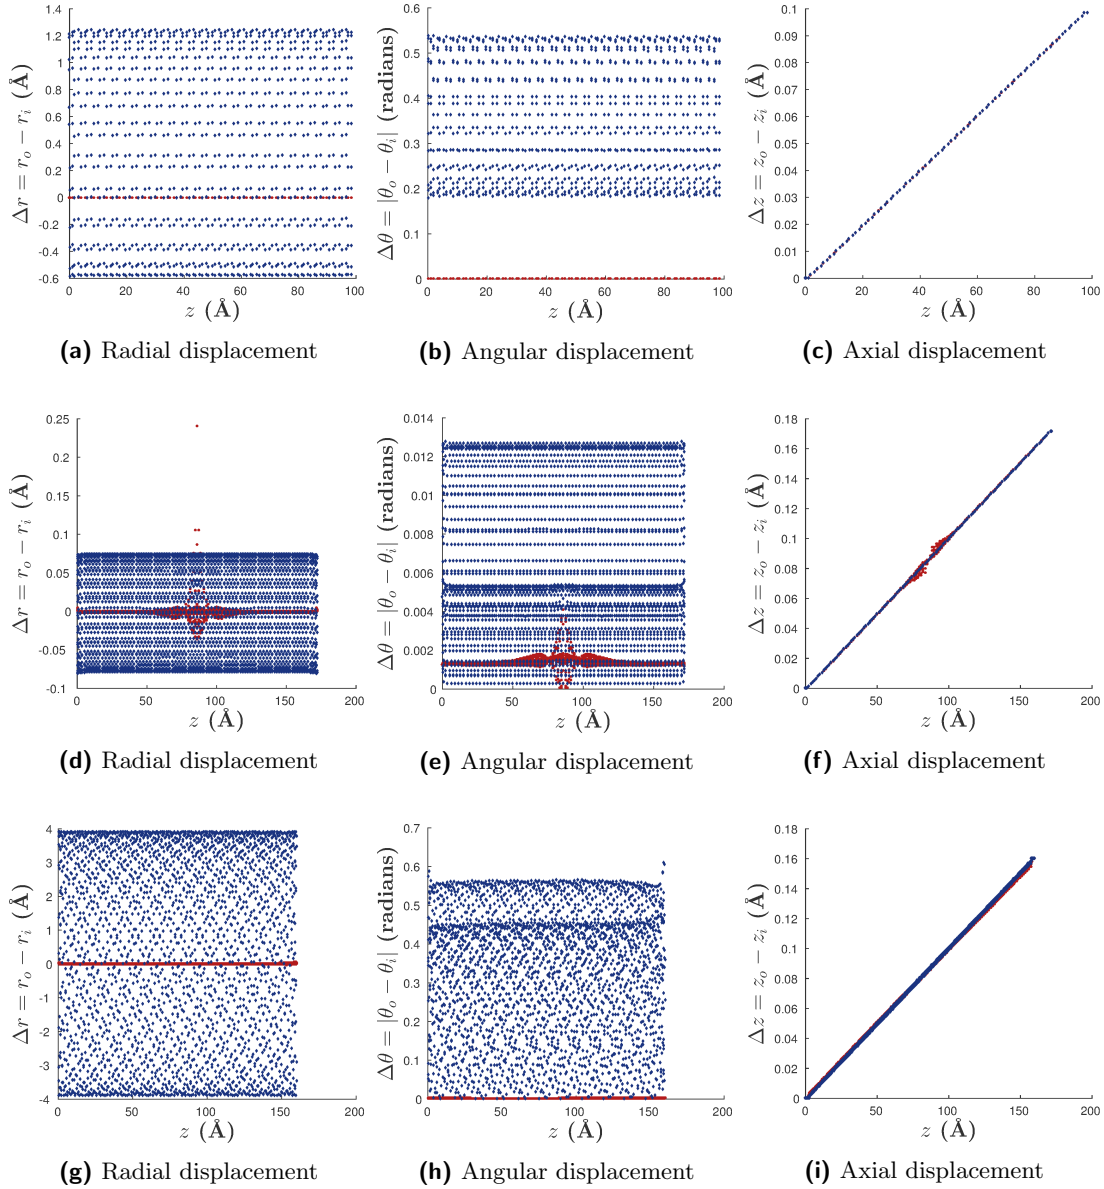 1.4
1.2
1
0.8
0.6
0.4
0.2
0
-0.2
-0.4
-0.6
0 20 40 60 80 100
Δr = r_o − r_i (Å)
z (Å)
(a) Radial displacement
0.6
0.5
0.4
0.3
0.2
0.1
0
0 20 40 60 80 100
Δθ = |θ_o − θ_i| (radians)
z (Å)
(b) Angular displacement
0.1
0.09
0.08
0.07
0.06
0.05
0.04
0.03
0.02
0.01
0
0 20 40 60 80 100
Δz = z_o − z_i (Å)
z (Å)
(c) Axial displacement
0.25
0.2
0.15
0.1
0.05
0
-0.05
-0.1
0 50 100 150 200
Δr = r_o − r_i (Å)
z (Å)
(d) Radial displacement
0.014
0.012
0.01
0.008
0.006
0.004
0.002
0
0 50 100 150 200
Δθ = |θ_o − θ_i| (radians)
z (Å)
(e) Angular displacement
0.18
0.16
0.14
0.12
0.1
0.08
0.06
0.04
0.02
0
0 50 100 150 200
Δz = z_o − z_i (Å)
z (Å)
(f) Axial displacement
4
3
2
1
0
-1
-2
-3
-4
0 50 100 150 200
Δr = r_o − r_i (Å)
z (Å)
(g) Radial displacement
0.7
0.6
0.5
0.4
0.3
0.2
0.1
0
0 50 100 150 200
Δθ = |θ_o − θ_i| (radians)
z (Å)
(h) Angular displacement
0.18
0.16
0.14
0.12
0.1
0.08
0.06
0.04
0.02
0
0 50 100 150 200
Δz = z_o − z_i (Å)
z (Å)
(i) Axial displacement